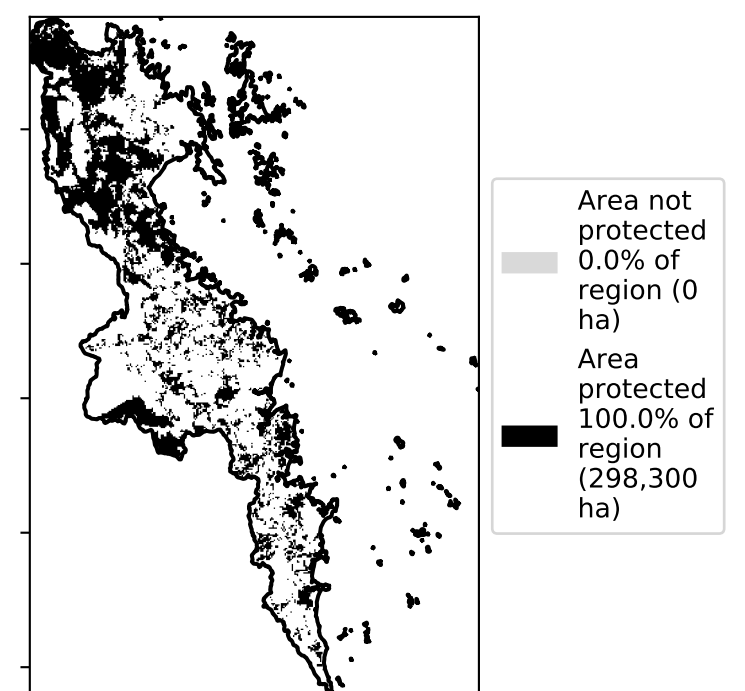 Area not
protected
0.0% of
region (0
ha)
Area
protected
100.0% of
region
(298,300
ha)